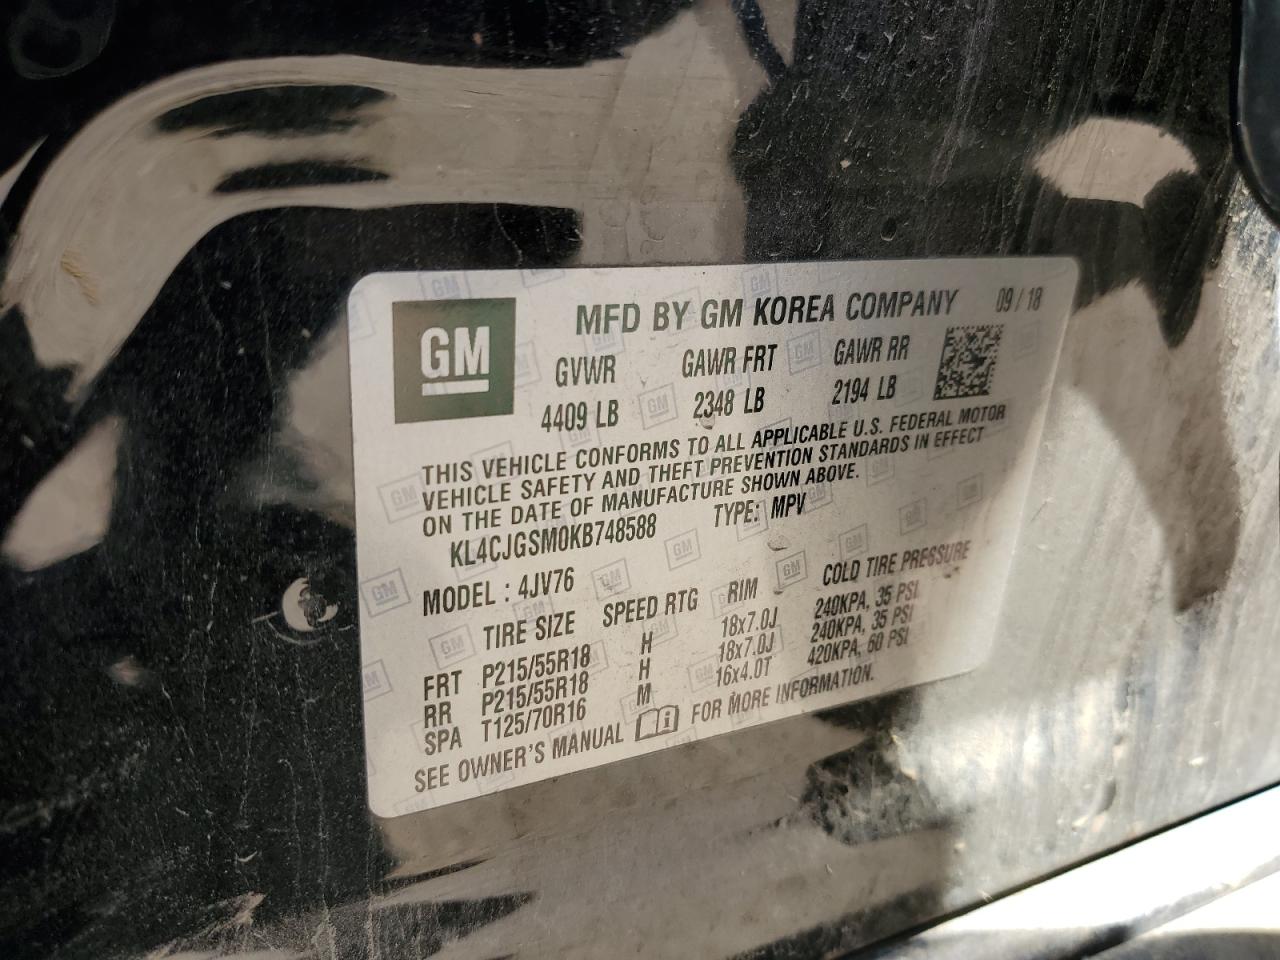 GM
MFD BY GM KOREA COMPANY 09/18
GVWR GAWR FRT GAWR RR
4409 LB 2348 LB 2194 LB
THIS VEHICLE CONFORMS TO ALL APPLICABLE U.S. FEDERAL MOTOR
VEHICLE SAFETY AND THEFT PREVENTION STANDARDS IN EFFECT
ON THE DATE OF MANUFACTURE SHOWN ABOVE.
KL4CJGSM0KB748588 TYPE: MPV
MODEL : 4JV76
TIRE SIZE SPEED RTG RIM COLD TIRE PRESSURE
FRT P215/55R18 H 18x7.0J 240KPA, 35 PSI
RR P215/55R18 H 18x7.0J 240KPA, 35 PSI
SPA T125/70R16 M 16x4.0T 420KPA, 60 PSI
SEE OWNER'S MANUAL FOR MORE INFORMATION.